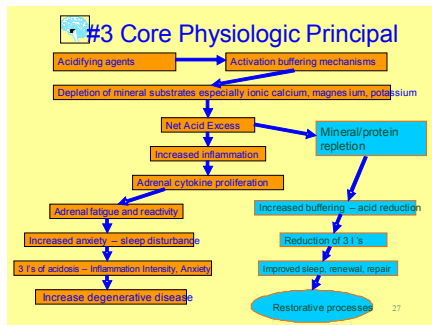 #3 Core Physiologic Principal
Acidifying agents
Activation buffering mechanisms
Depletion of mineral substrates especially ionic calcium, magnesium, potassium
Net Acid Excess
Mineral/protein
repletion
Increased inflammation
Adrenal cytokine proliferation
Adrenal fatigue and reactivity
Increased buffering – acid reduction
Increased anxiety – sleep disturbance
Reduction of 3 I's
3 I's of acidosis – Inflammation Intensity, Anxiety
Improved sleep, renewal, repair
Increase degenerative disease
Restorative processes
27